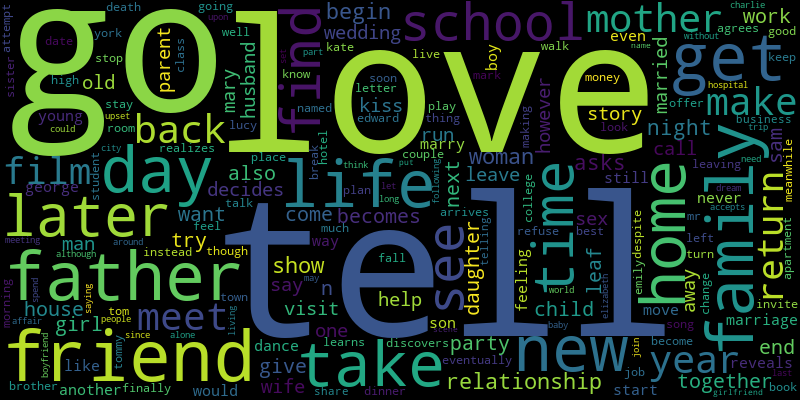 go
love
tell
friend
father
life
day
family
home
new
time
take
later
school
find
get
see
meet
year
make
return
mother
film
back
together
relationship
woman
show
house
girl
party
daughter
child
night
work
begin
wedding
kiss
husband
mary
parent
old
young
also
decides
want
try
man
come
becomes
leave
next
run
marry
asks
story
however
boy
even
married
call
sam
never
still
sex
leaf
feeling
away
move
marriage
end
reveals
start
job
would
wife
give
dance
like
another
brother
finally
tommy
tom
say
visit
help
son
one
way
n
hotel
place
talk
feel
though
instead
realizes
george
student
class
room
stay
stop
high
sister
attempt
death
york
date
could
upset
city
going
well
kate
live
know
part
set
charlie
upon
name
without
agrees
good
keep
money
hospital
offer
business
trip
need
look
mark
making
thing
play
walk
soon
letter
named
edward
lucy
break
couple
think
put
let
long
plan
following
college
refuse
best
arrives
telling
fall
world
baby
elizabeth
emily
despite
left
mr
turn
change
apartment
invite
meanwhile
dream
accepts
leaving
song
become
book
girlfriend
last
join
eventually
discovers
learns
share
dinner
may
much
town
living
alone
since
people
saying
boyfriend
affair
spend
morning
meeting
although
around